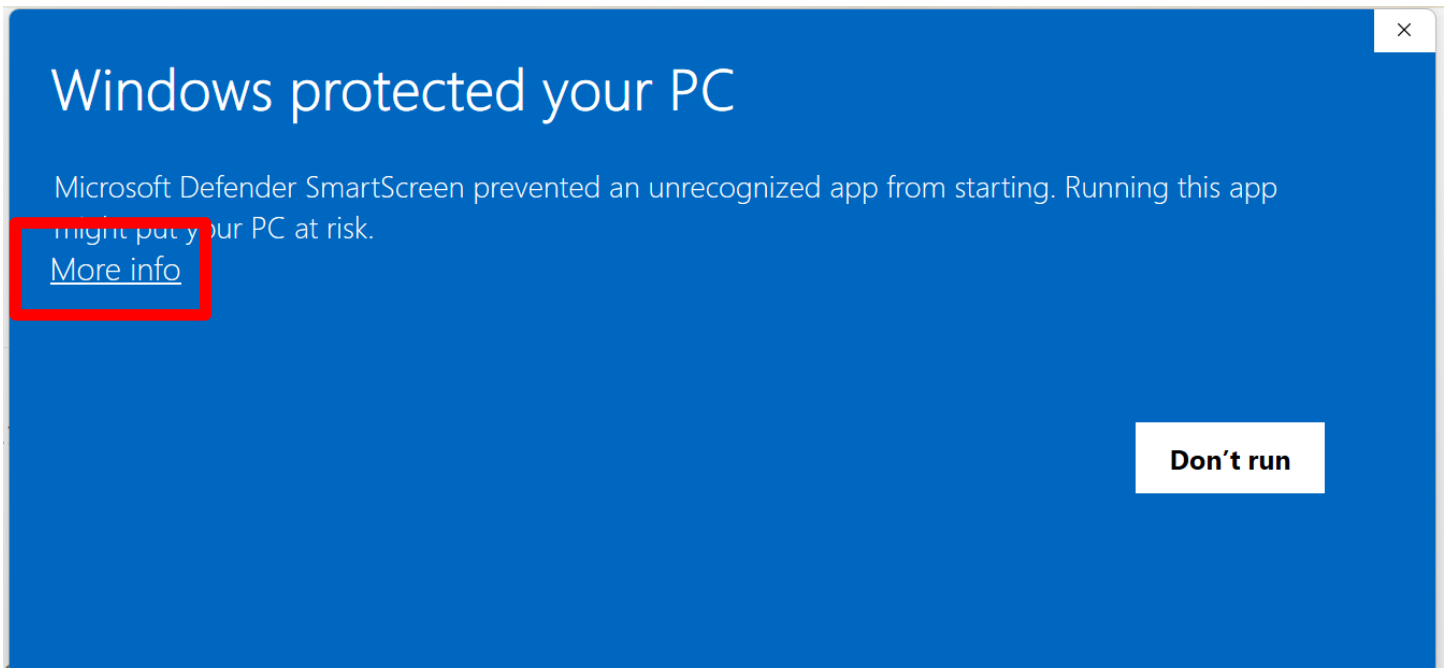 Windows protected your PC
Microsoft Defender SmartScreen prevented an unrecognized app from starting. Running this app
might put your PC at risk.
More info
Don’t run